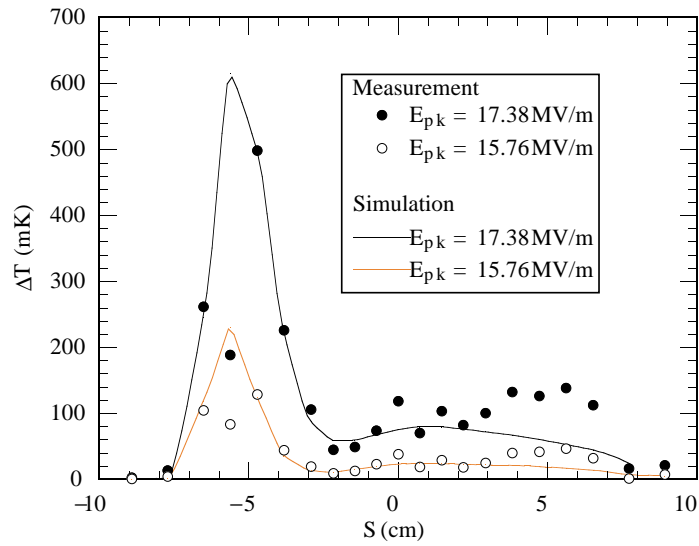 700
600
500
400
300
200
100
0
ΔT (mK)
Measurement
Epk = 17.38MV/m
Epk = 15.76MV/m
Simulation
Epk = 17.38MV/m
Epk = 15.76MV/m
−10 −5 0 5 10
S (cm)